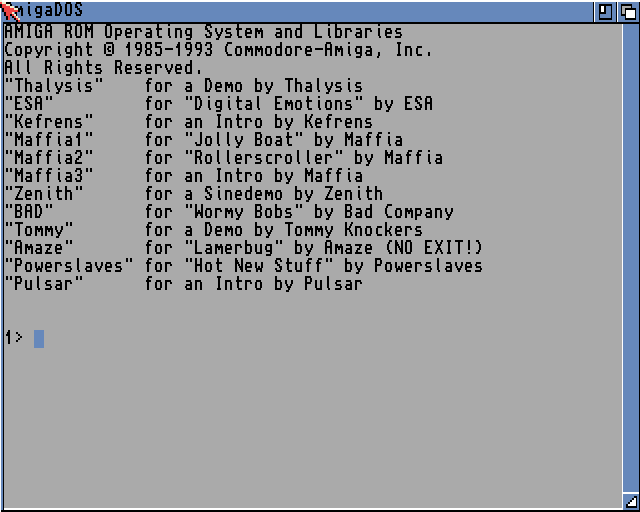 AmigaDOS
AMIGA ROM Operating System and Libraries
Copyright © 1985-1993 Commodore-Amiga, Inc.
All Rights Reserved.
"Thalysis"    for a Demo by Thalysis
"ESA"         for "Digital Emotions" by ESA
"Kefrens"     for an Intro by Kefrens
"Maffia1"     for "Jolly Boat" by Maffia
"Maffia2"     for "Rollerscroller" by Maffia
"Maffia3"     for an Intro by Maffia
"Zenith"      for a Sinedemo by Zenith
"BAD"         for "Wormy Bobs" by Bad Company
"Tommy"       for a Demo by Tommy Knockers
"Amaze"       for "Lamerbug" by Amaze (NO EXIT!)
"Powerslaves" for "Hot New Stuff" by Powerslaves
"Pulsar"      for an Intro by Pulsar
1>